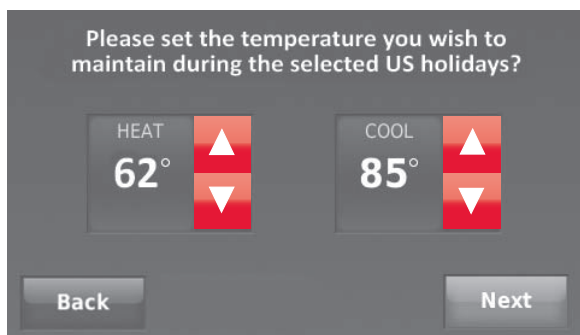 Please set the temperature you wish to
maintain during the selected US holidays?
HEAT
62°
COOL
85°
Back
Next